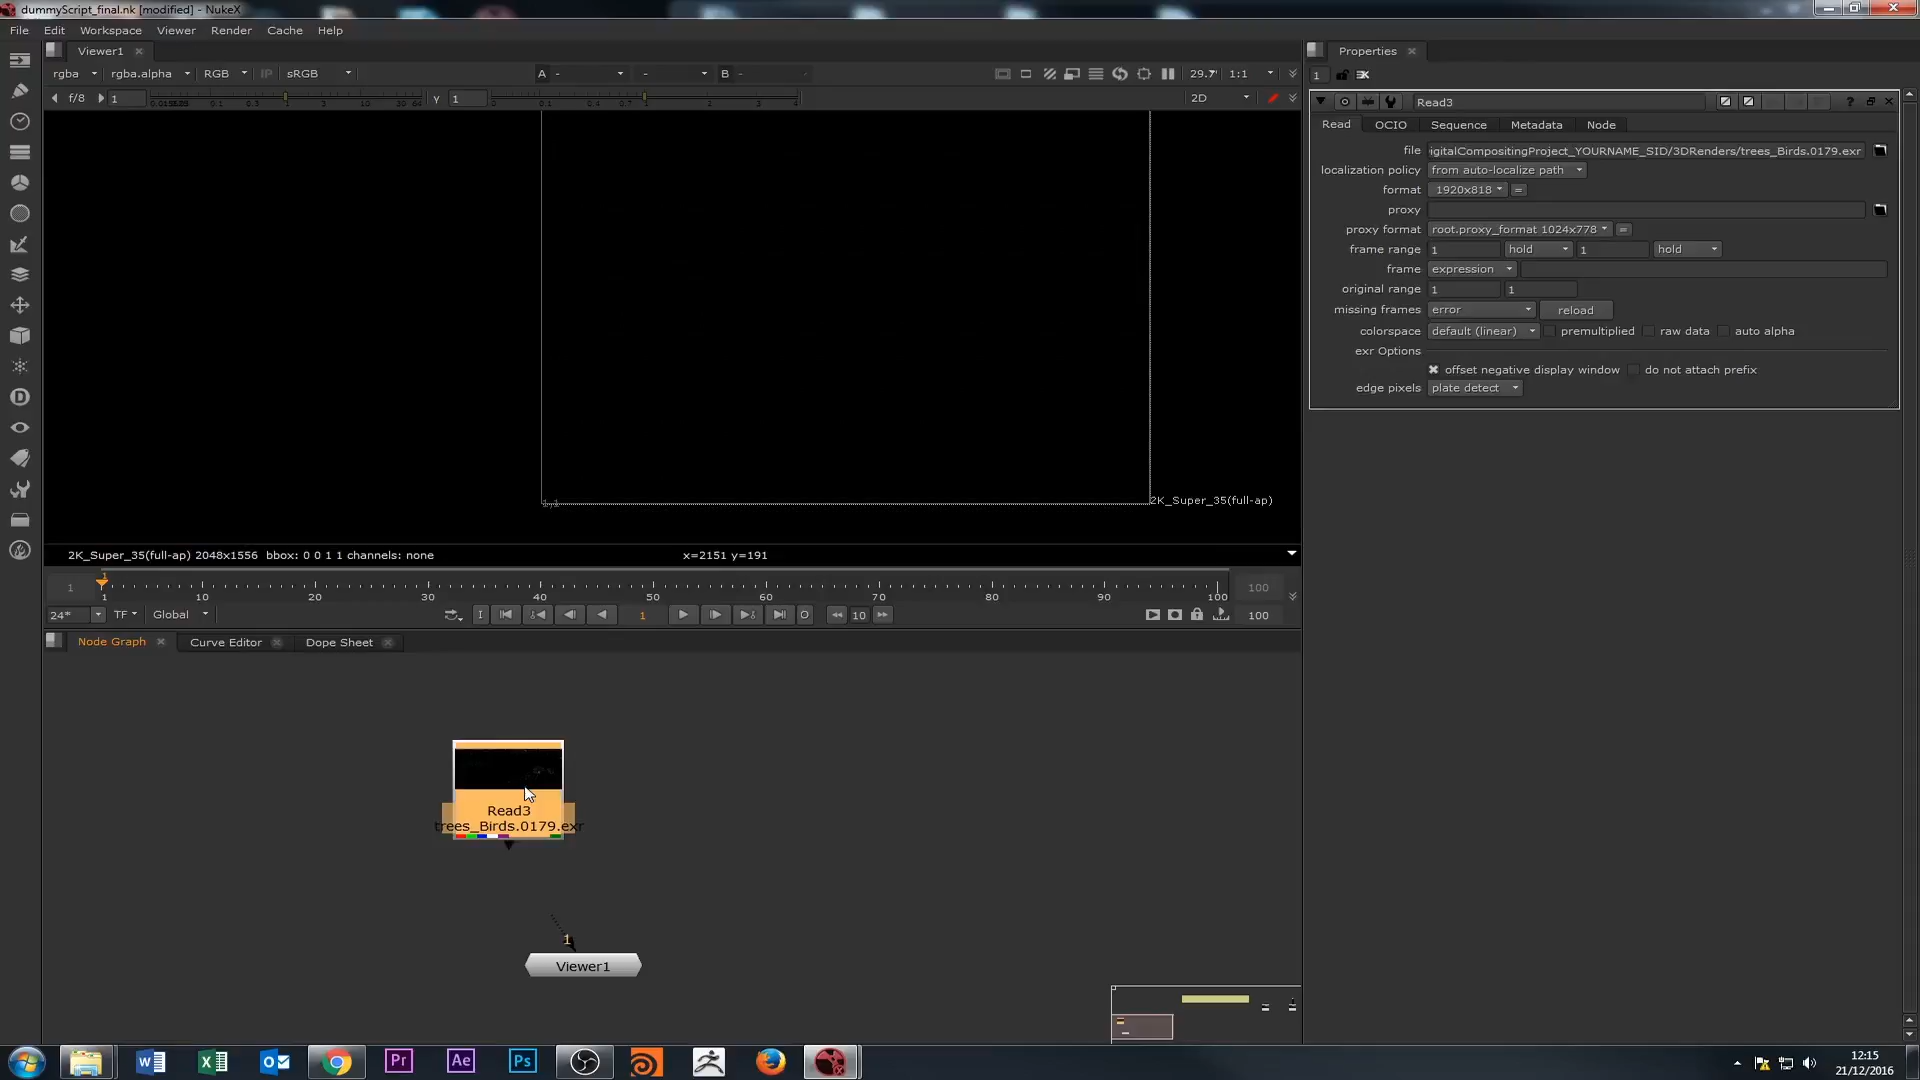 dummyScript_final.nk [modified] - NukeX
File Edit Workspace Viewer Render Cache Help
Viewer1
rgba rgba.alpha RGB IP sRGB A - - B - 29.7 1:1
f/8 1 y 1 2D
2K_Super_35(full-ap)
2K_Super_35(full-ap) 2048x1556 bbox: 0 0 1 1 channels: none x=2151 y=191
1 1 100
1 10 20 30 40 50 60 70 80 90 100
24* TF Global I 1 O 10 100
Node Graph Curve Editor Dope Sheet
Read3
trees_Birds.0179.exr
1
Viewer1
Properties
1
Read3 ?
Read OCIO Sequence Metadata Node
file igitalCompositingProject_YOURNAME_SID/3DRenders/trees_Birds.0179.exr
localization policy from auto-localize path
format 1920x818 =
proxy
proxy format root.proxy_format 1024x778 =
frame range 1 hold 1 hold
frame expression
original range 1 1
missing frames error reload
colorspace default (linear) premultiplied raw data auto alpha
exr Options
offset negative display window do not attach prefix
edge pixels plate detect
Pr Ae Ps
12:15
21/12/2016